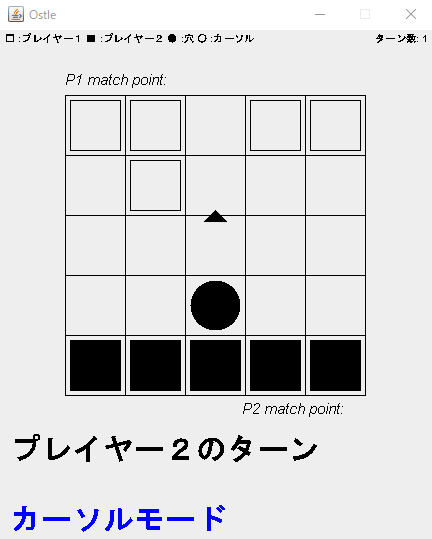 Ostle
□ :プレイヤー1 ■ :プレイヤー2 ● :穴 ○ :カーソル ターン数: 1
P1 match point:
P2 match point:
プレイヤー2のターン
カーソルモード